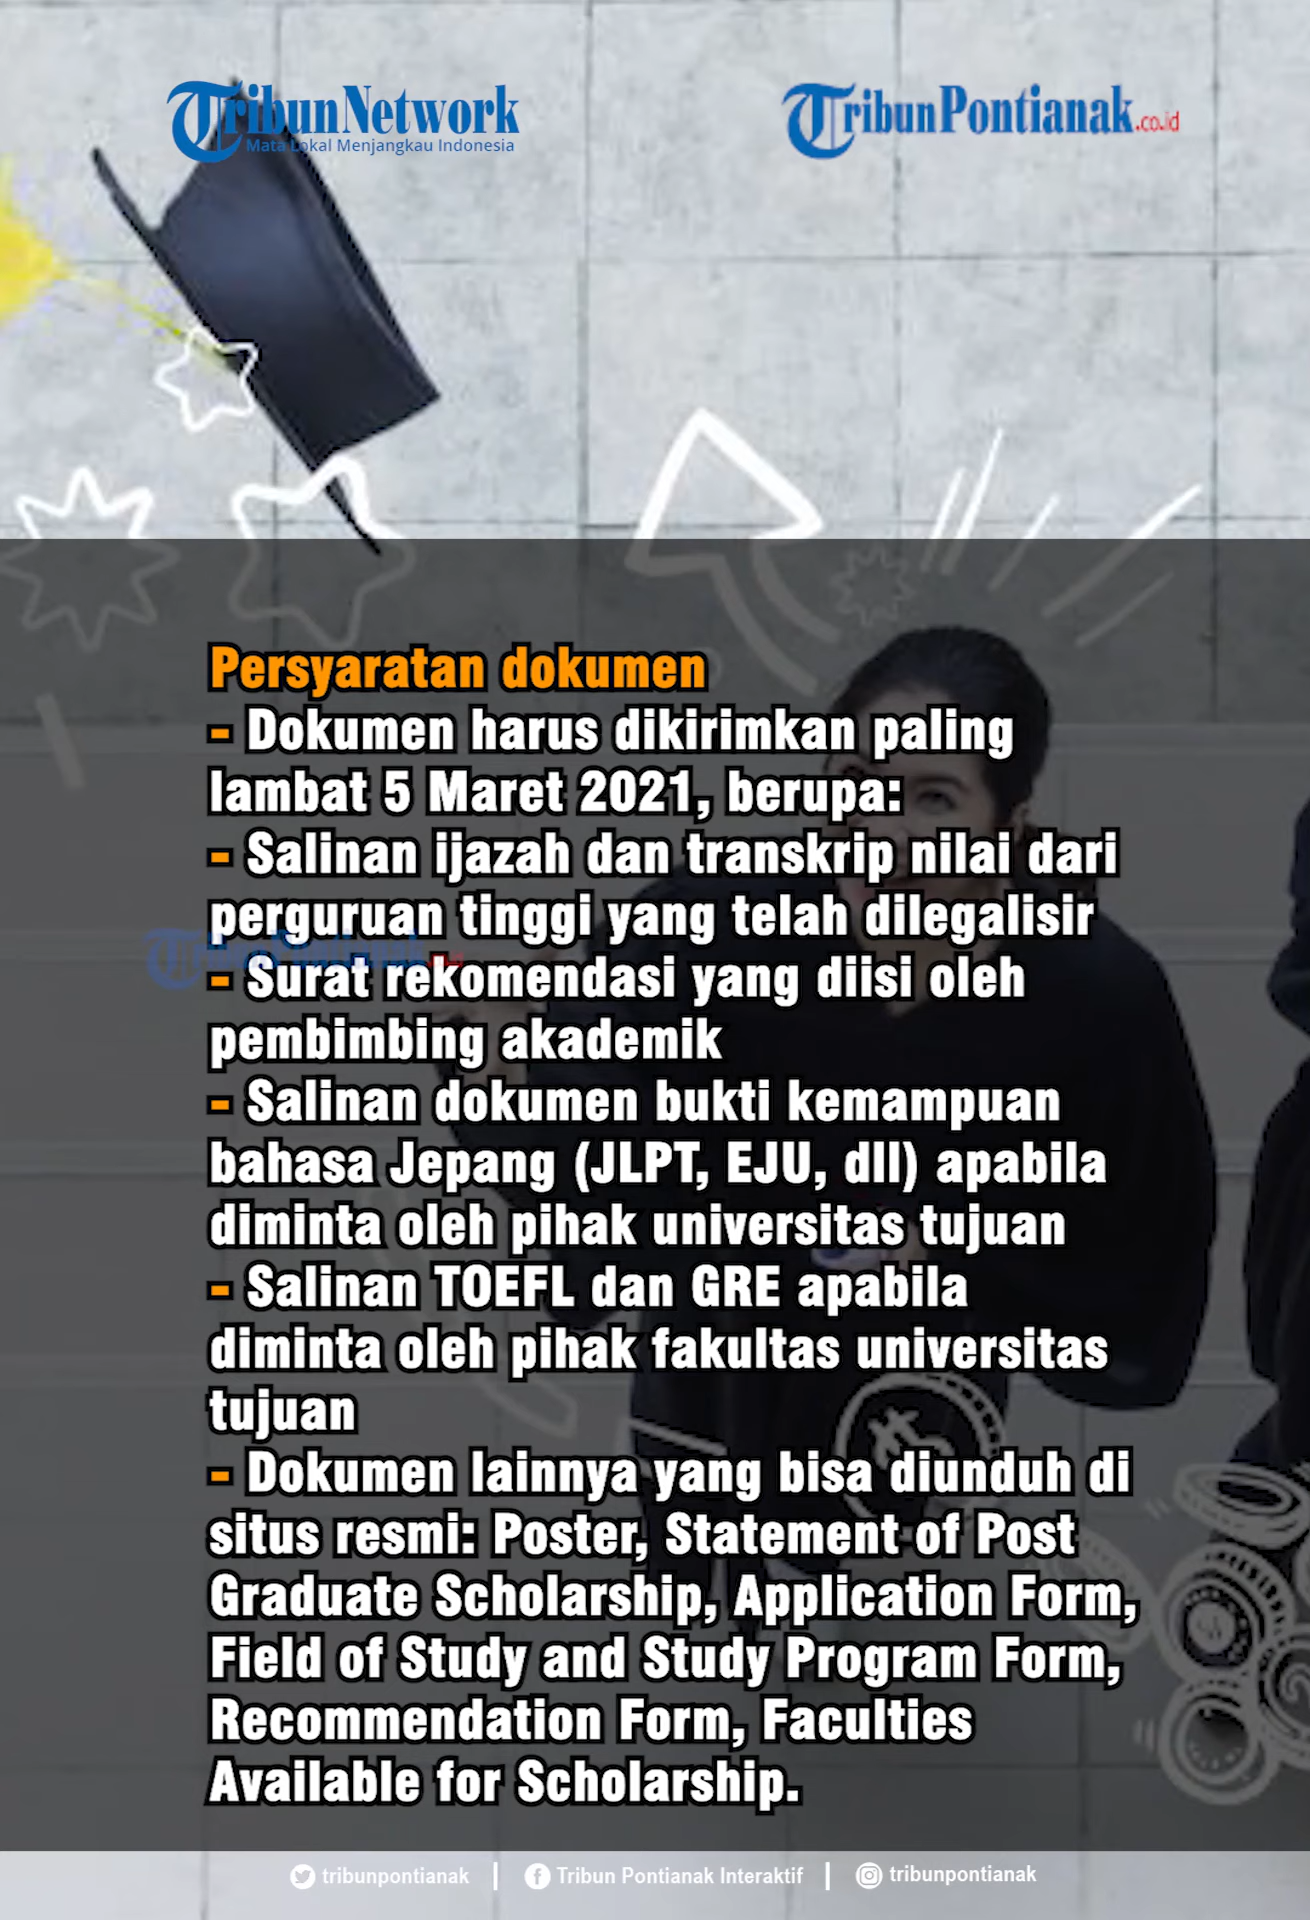 TribunNetwork
Mata Lokal Menjangkau Indonesia
TribunPontianak.co.id
Persyaratan dokumen
- Dokumen harus dikirimkan paling
lambat 5 Maret 2021, berupa:
- Salinan ijazah dan transkrip nilai dari
perguruan tinggi yang telah dilegalisir
- Surat rekomendasi yang diisi oleh
pembimbing akademik
- Salinan dokumen bukti kemampuan
bahasa Jepang (JLPT, EJU, dll) apabila
diminta oleh pihak universitas tujuan
- Salinan TOEFL dan GRE apabila
diminta oleh pihak fakultas universitas
tujuan
- Dokumen lainnya yang bisa diunduh di
situs resmi: Poster, Statement of Post
Graduate Scholarship, Application Form,
Field of Study and Study Program Form,
Recommendation Form, Faculties
Available for Scholarship.
tribunpontianak | Tribun Pontianak Interaktif | tribunpontianak